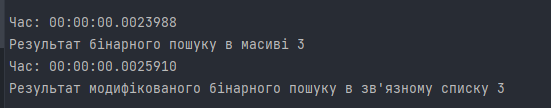 Час: 00:00:00.0023988
Результат бінарного пошуку в масиві 3
Час: 00:00:00.0025910
Результат модифікованого бінарного пошуку в зв'язному списку 3